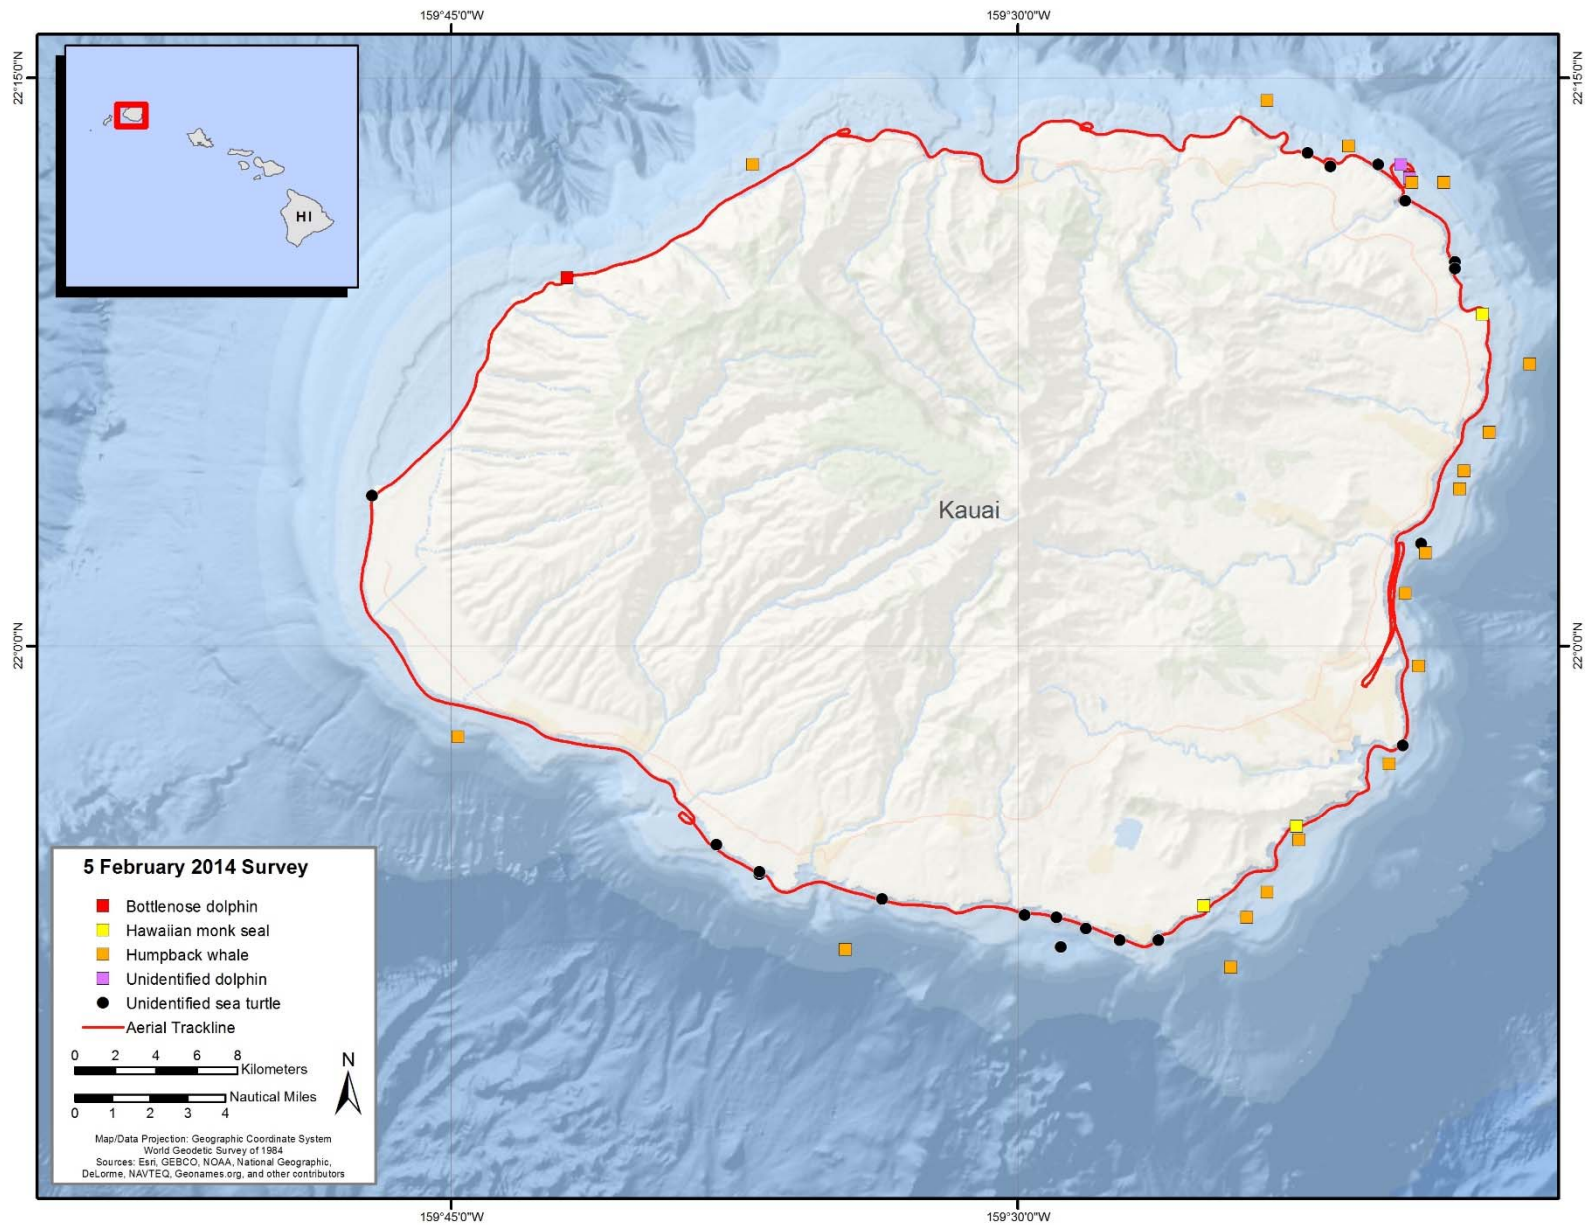 159°45'0"W
159°30'0"W
22°15'0"N
22°15'0"N
HI
Kauai
22°0'0"N
22°0'0"N
5 February 2014 Survey
Bottlenose dolphin
Hawaiian monk seal
Humpback whale
Unidentified dolphin
Unidentified sea turtle
Aerial Trackline
0 2 4 6 8
Kilometers
N
Nautical Miles
0 1 2 3 4
Map/Data Projection: Geographic Coordinate System
World Geodetic Survey of 1984
Sources: Esri, GEBCO, NOAA, National Geographic,
DeLorme, NAVTEQ, Geonames.org, and other contributors
159°45'0"W
159°30'0"W